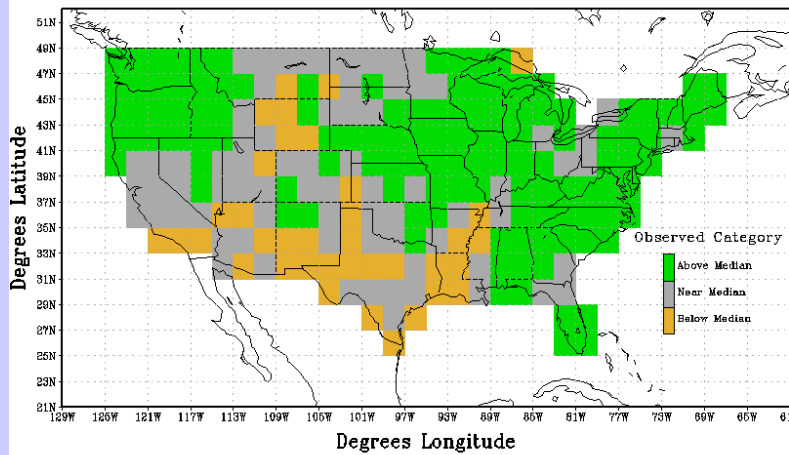 51N
49N
47N
45N
43N
41N
39N
37N
35N
33N
31N
29N
27N
25N
23N
21N
Degrees Latitude
Observed Category
Above Median
Near Median
Below Median
129W 125W 121W 117W 113W 109W 105W 101W 97W 93W 89W 85W 81W 77W 73W 69W 65W
Degrees Longitude